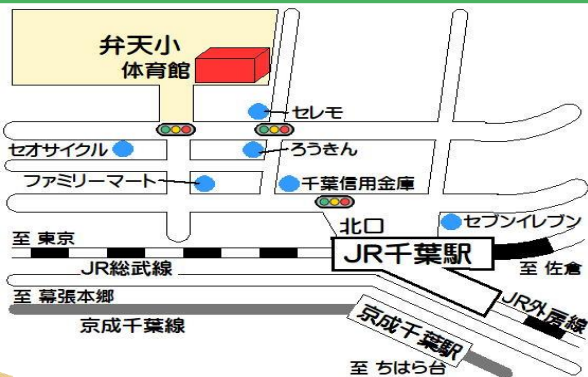 弁天小
体育館
セレモ
セオサイクル
ろうきん
ファミリーマート
千葉信用金庫
北口
セブンイレブン
至 東京
JR千葉駅
JR総武線
至 佐倉
至 幕張本郷
JR外房線
京成千葉線
京成千葉駅
至 ちはら台